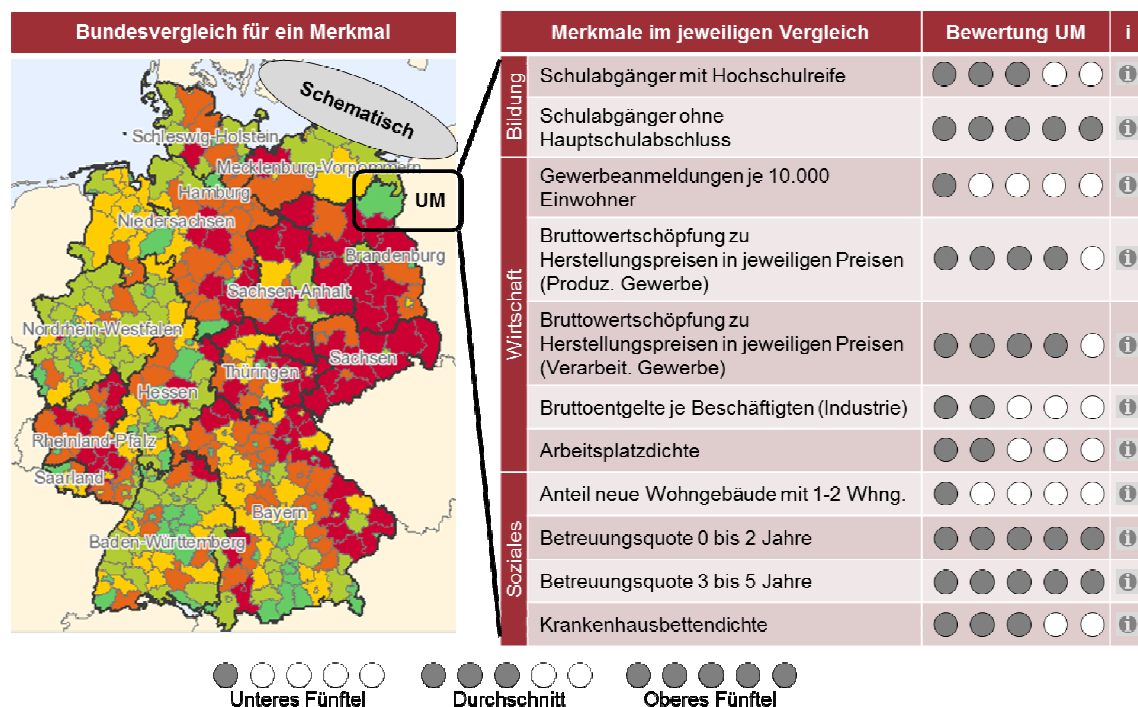 Bundesvergleich für ein Merkmal
Schematisch
Schleswig-Holstein
Mecklenburg-Vorpommern
Hamburg
UM
Niedersachsen
Brandenburg
Sachsen-Anhalt
Nordrhein-Westfalen
Sachsen
Thüringen
Hessen
Rheinland-Pfalz
Saarland
Bayern
Baden-Württemberg
Merkmale im jeweiligen Vergleich
Bewertung UM
i
Bildung
Schulabgänger mit Hochschulreife
i
Schulabgänger ohne
Hauptschulabschluss
i
Wirtschaft
Gewerbeanmeldungen je 10.000
Einwohner
i
Bruttowertschöpfung zu
Herstellungspreisen in jeweiligen Preisen
(Produz. Gewerbe)
i
Bruttowertschöpfung zu
Herstellungspreisen in jeweiligen Preisen
(Verarbeit. Gewerbe)
i
Bruttoentgelte je Beschäftigten (Industrie)
i
Arbeitsplatzdichte
i
Soziales
Anteil neue Wohngebäude mit 1-2 Whng.
i
Betreuungsquote 0 bis 2 Jahre
i
Betreuungsquote 3 bis 5 Jahre
i
Krankenhausbettendichte
i
Unteres Fünftel
Durchschnitt
Oberes Fünftel